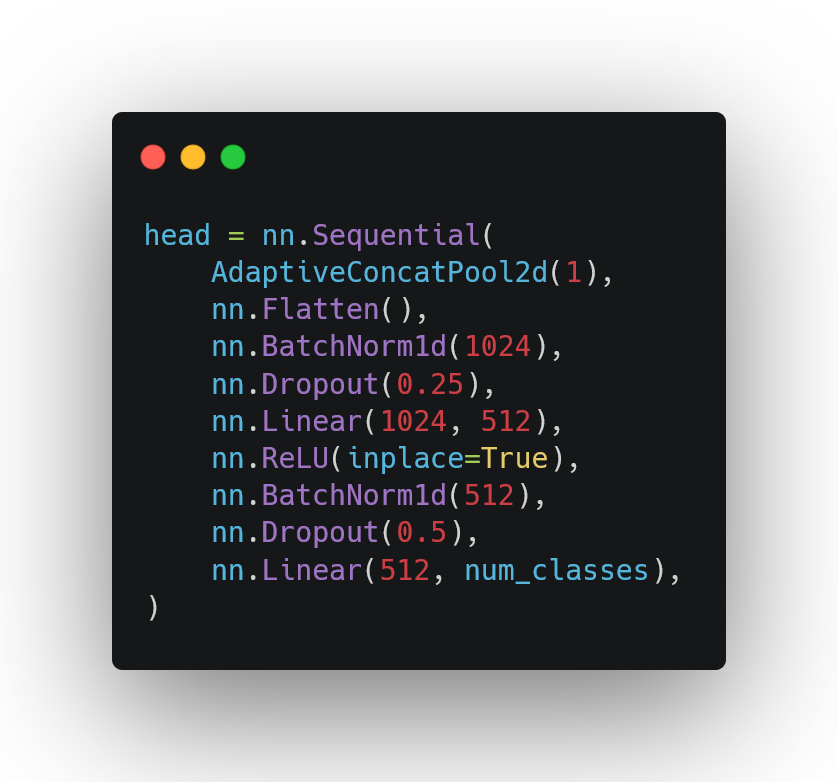 head = nn.Sequential(
    AdaptiveConcatPool2d(1),
    nn.Flatten(),
    nn.BatchNorm1d(1024),
    nn.Dropout(0.25),
    nn.Linear(1024, 512),
    nn.ReLU(inplace=True),
    nn.BatchNorm1d(512),
    nn.Dropout(0.5),
    nn.Linear(512, num_classes),
)